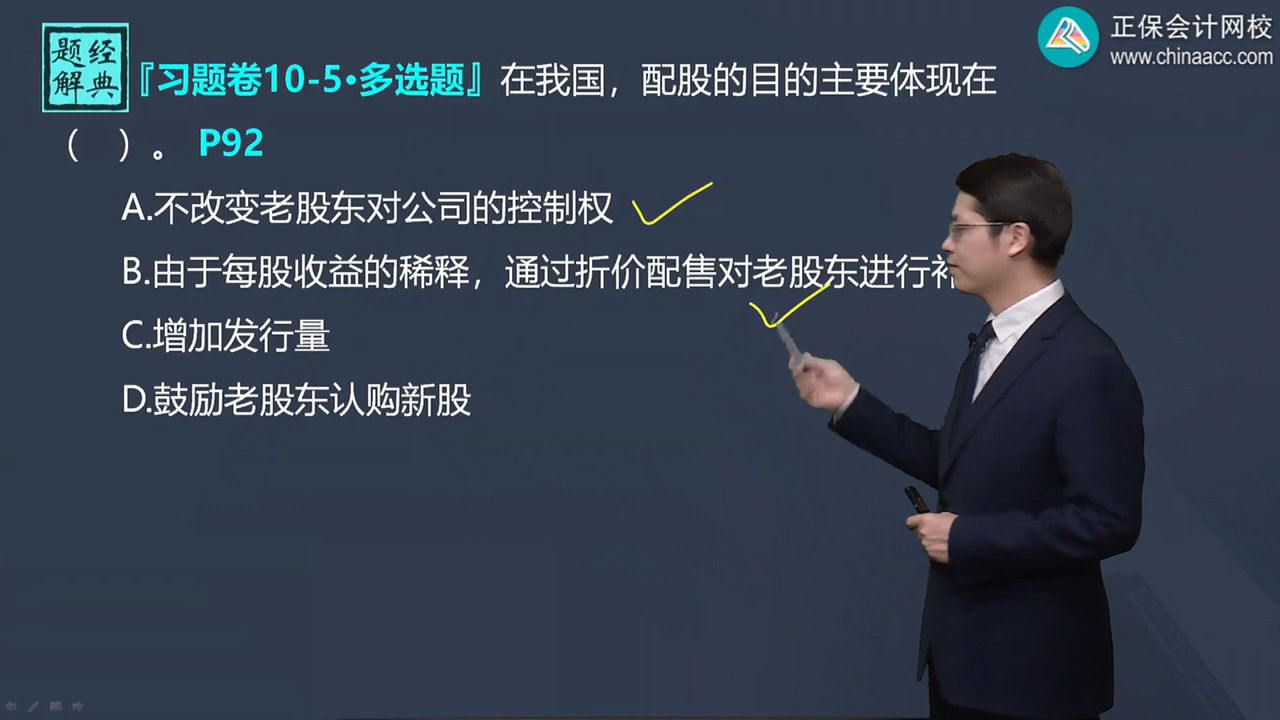 正保会计网校
www.chinaacc.com
经典题解
『习题卷10-5·多选题』在我国，配股的目的主要体现在
（ ）。 P92
A.不改变老股东对公司的控制权
B.由于每股收益的稀释，通过折价配售对老股东进行
C.增加发行量
D.鼓励老股东认购新股